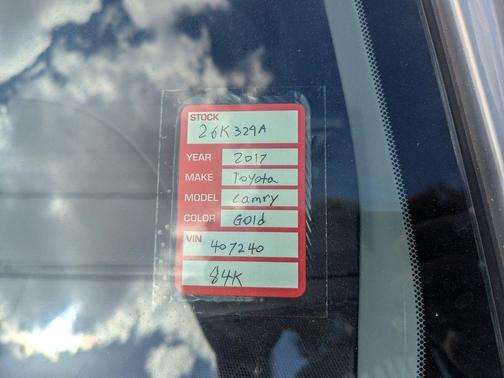 STOCK
26K329A
YEAR 2017
MAKE Toyota
MODEL Camry
COLOR Gold
VIN
407240
84K